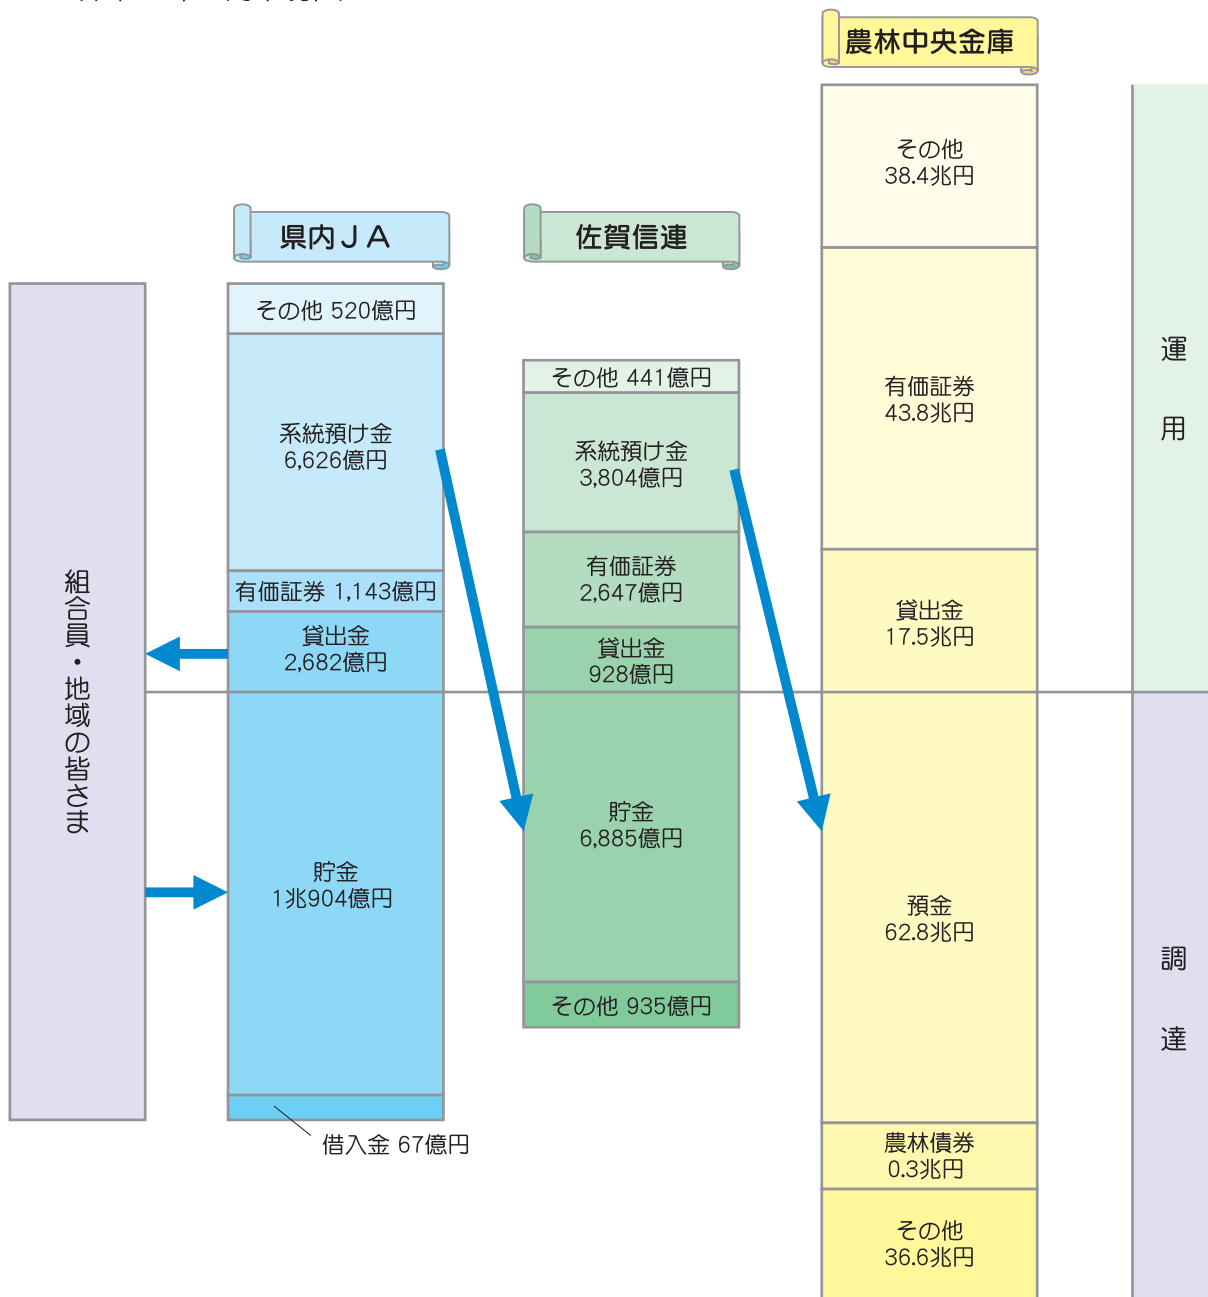 農林中央金庫
その他
38.4兆円
有価証券
43.8兆円
貸出金
17.5兆円
預金
62.8兆円
農林債券
0.3兆円
その他
36.6兆円
県内ＪＡ
その他 520億円
系統預け金
6,626億円
有価証券 1,143億円
貸出金
2,682億円
貯金
1兆904億円
借入金 67億円
佐賀信連
その他 441億円
系統預け金
3,804億円
有価証券
2,647億円
貸出金
928億円
貯金
6,885億円
その他 935億円
組合員・地域の皆さま
運用
調達